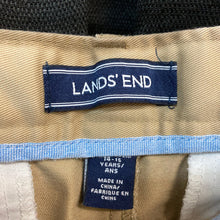 LANDS' END
14-16
YEARS/
ANS
MADE IN
CHINA/
FABRIQUÉ EN
CHINE